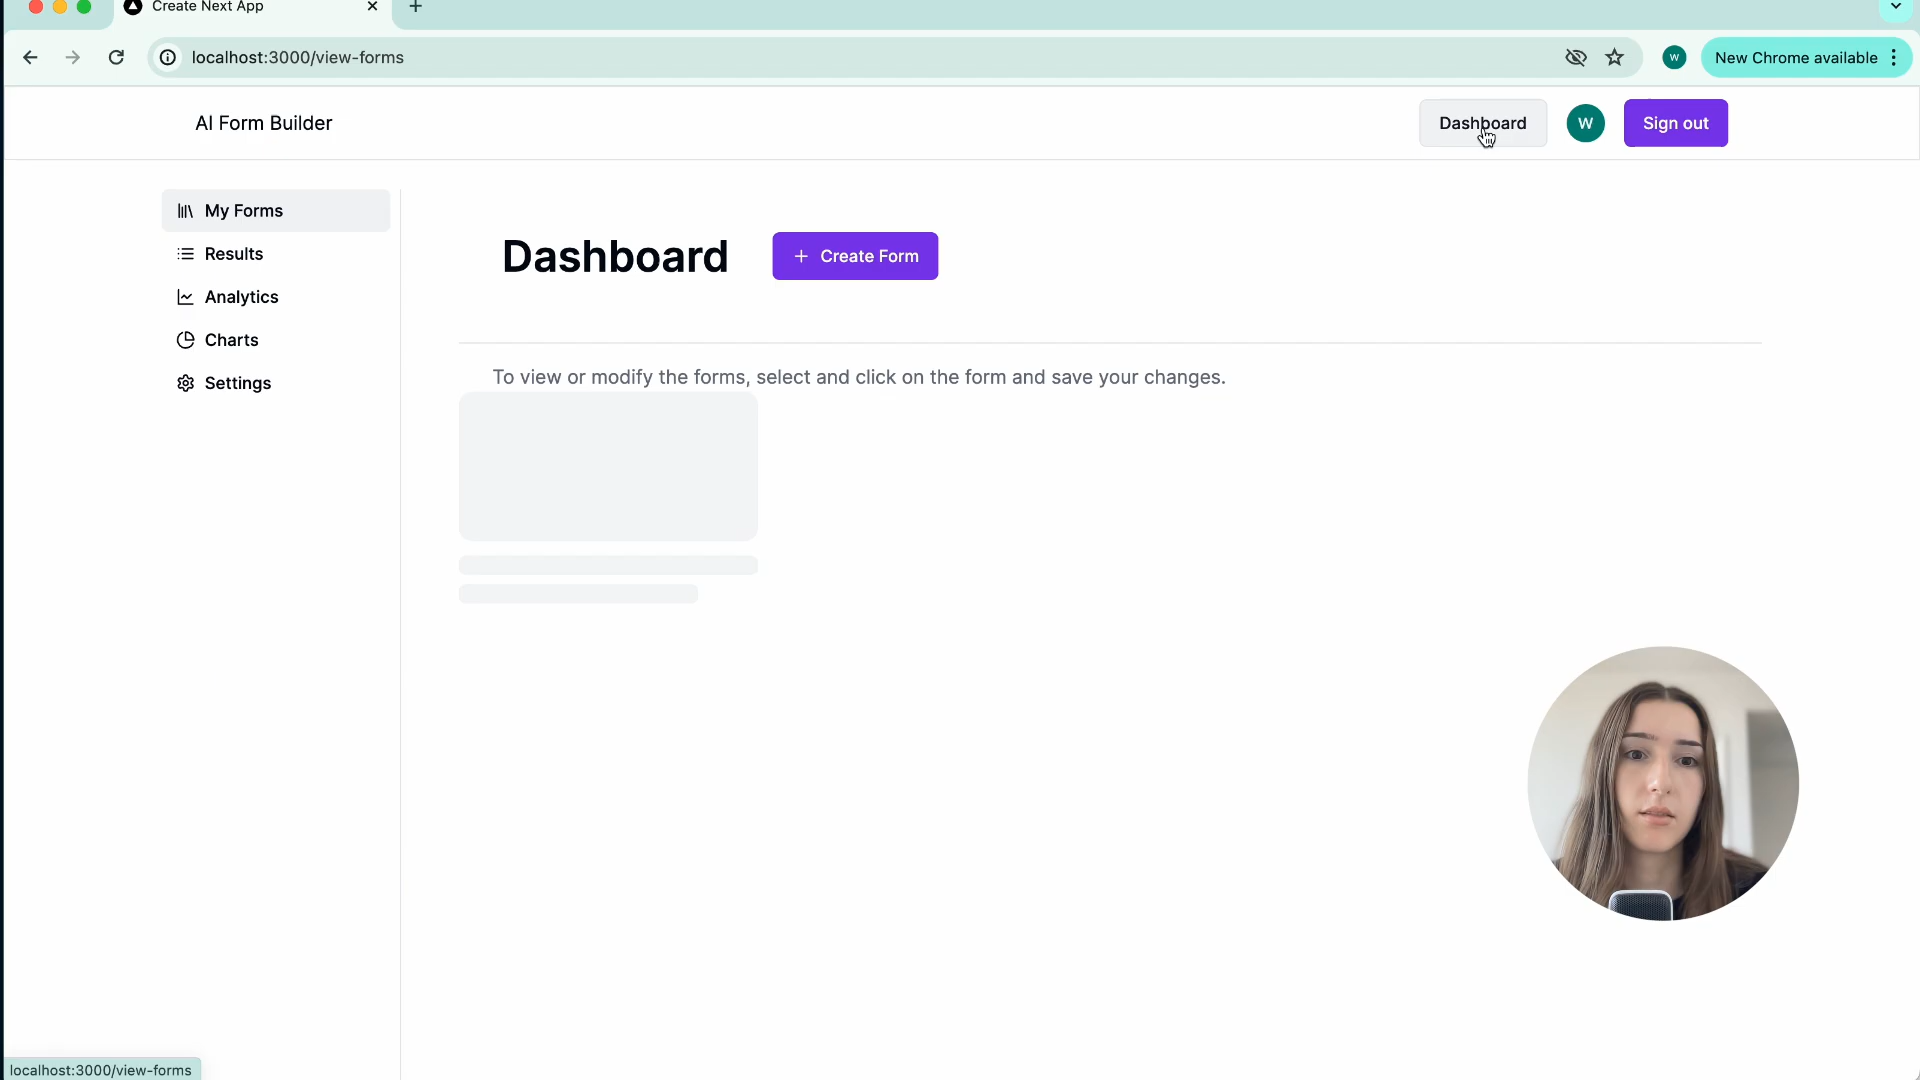 Create Next App
localhost:3000/view-forms
W
New Chrome available
AI Form Builder
Dashboard
W
Sign out
My Forms
Results
Analytics
Charts
Settings
Dashboard
+ Create Form
To view or modify the forms, select and click on the form and save your changes.
localhost:3000/view-forms